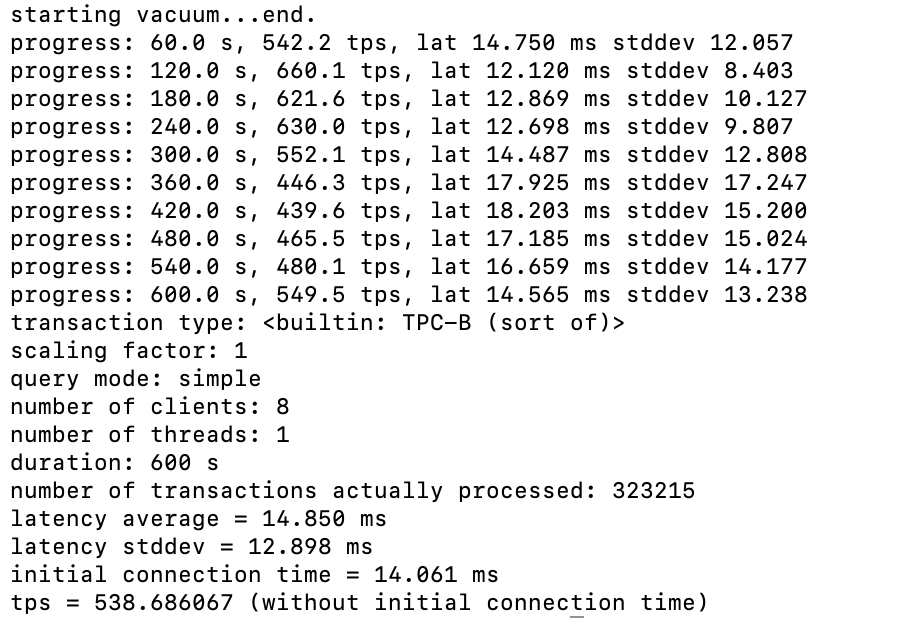 starting vacuum...end.
progress: 60.0 s, 542.2 tps, lat 14.750 ms stddev 12.057
progress: 120.0 s, 660.1 tps, lat 12.120 ms stddev 8.403
progress: 180.0 s, 621.6 tps, lat 12.869 ms stddev 10.127
progress: 240.0 s, 630.0 tps, lat 12.698 ms stddev 9.807
progress: 300.0 s, 552.1 tps, lat 14.487 ms stddev 12.808
progress: 360.0 s, 446.3 tps, lat 17.925 ms stddev 17.247
progress: 420.0 s, 439.6 tps, lat 18.203 ms stddev 15.200
progress: 480.0 s, 465.5 tps, lat 17.185 ms stddev 15.024
progress: 540.0 s, 480.1 tps, lat 16.659 ms stddev 14.177
progress: 600.0 s, 549.5 tps, lat 14.565 ms stddev 13.238
transaction type: <builtin: TPC-B (sort of)>
scaling factor: 1
query mode: simple
number of clients: 8
number of threads: 1
duration: 600 s
number of transactions actually processed: 323215
latency average = 14.850 ms
latency stddev = 12.898 ms
initial connection time = 14.061 ms
tps = 538.686067 (without initial connection time)